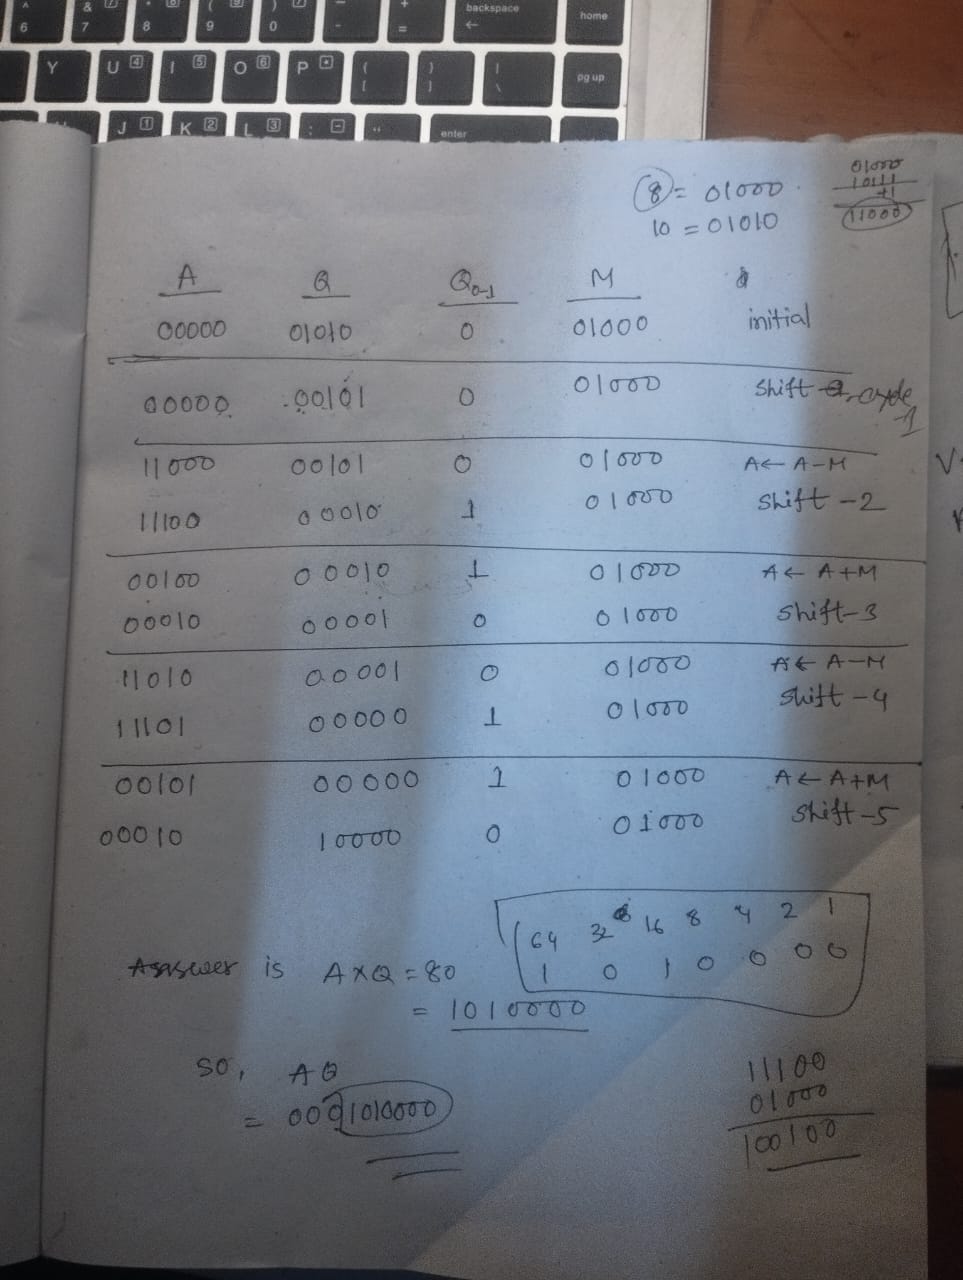 6 & 7 * 8 ( 9 ) 0 - + = backspace ← home
Y U 4 I 5 O 6 P * { [ } ] | \ pg up
J 1 K 2 L 3 : - " enter
8 = 01000
10 = 01010
01000
10111
+1
11000
A Q Q0-1 M
00000 01010 0 01000 initial
00000 00101 0 01000 Shift cycle 1
11000 00101 0 01000 A← A-M
11100 00010 1 01000 Shift -2
00100 00010 1 01000 A← A+M
00010 00001 0 01000 Shift-3
11010 00001 0 01000 A← A-M
11101 00000 1 01000 Shift -4
00101 00000 1 01000 A← A+M
00010 10000 0 01000 Shift-5
64 32 16 8 4 2 1
1 0 1 0 0 0 0
Asaswer is A×Q = 80
= 1010000
SO, AQ
= 0001010000
11100
01000
100100